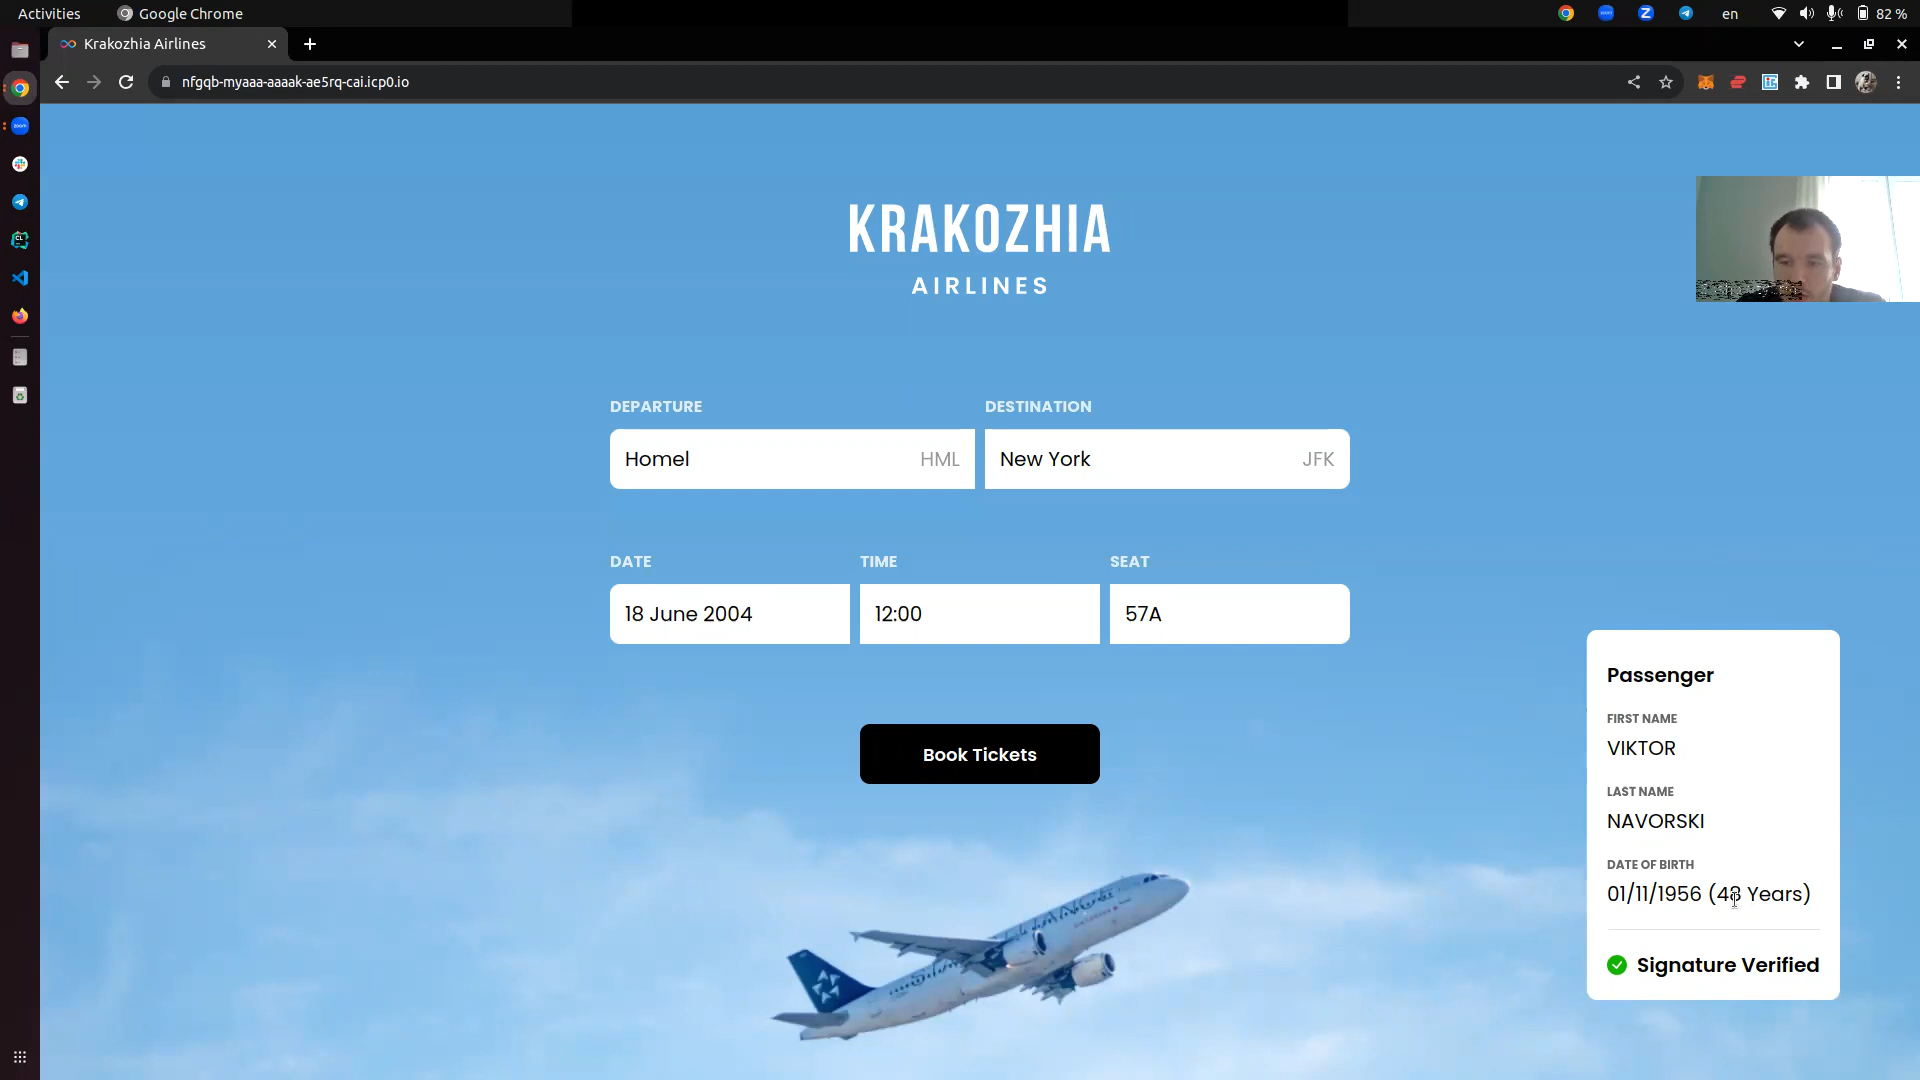 Activities Google Chrome en 82 %
Krakozhia Airlines
nfgqb-myaaa-aaaak-ae5rq-cai.icp0.io
KRAKOZHIA
AIRLINES
DEPARTURE DESTINATION
Homel HML New York JFK
DATE TIME SEAT
18 June 2004 12:00 57A
Book Tickets
Passenger
FIRST NAME
VIKTOR
LAST NAME
NAVORSKI
DATE OF BIRTH
01/11/1956 (48 Years)
Signature Verified